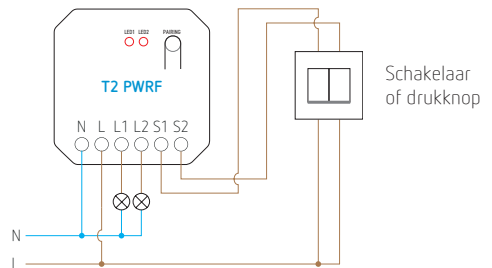 LED1 LED2 PAIRING
T2 PWRF
N L L1 L2 S1 S2
Schakelaar
of drukknop
N
L